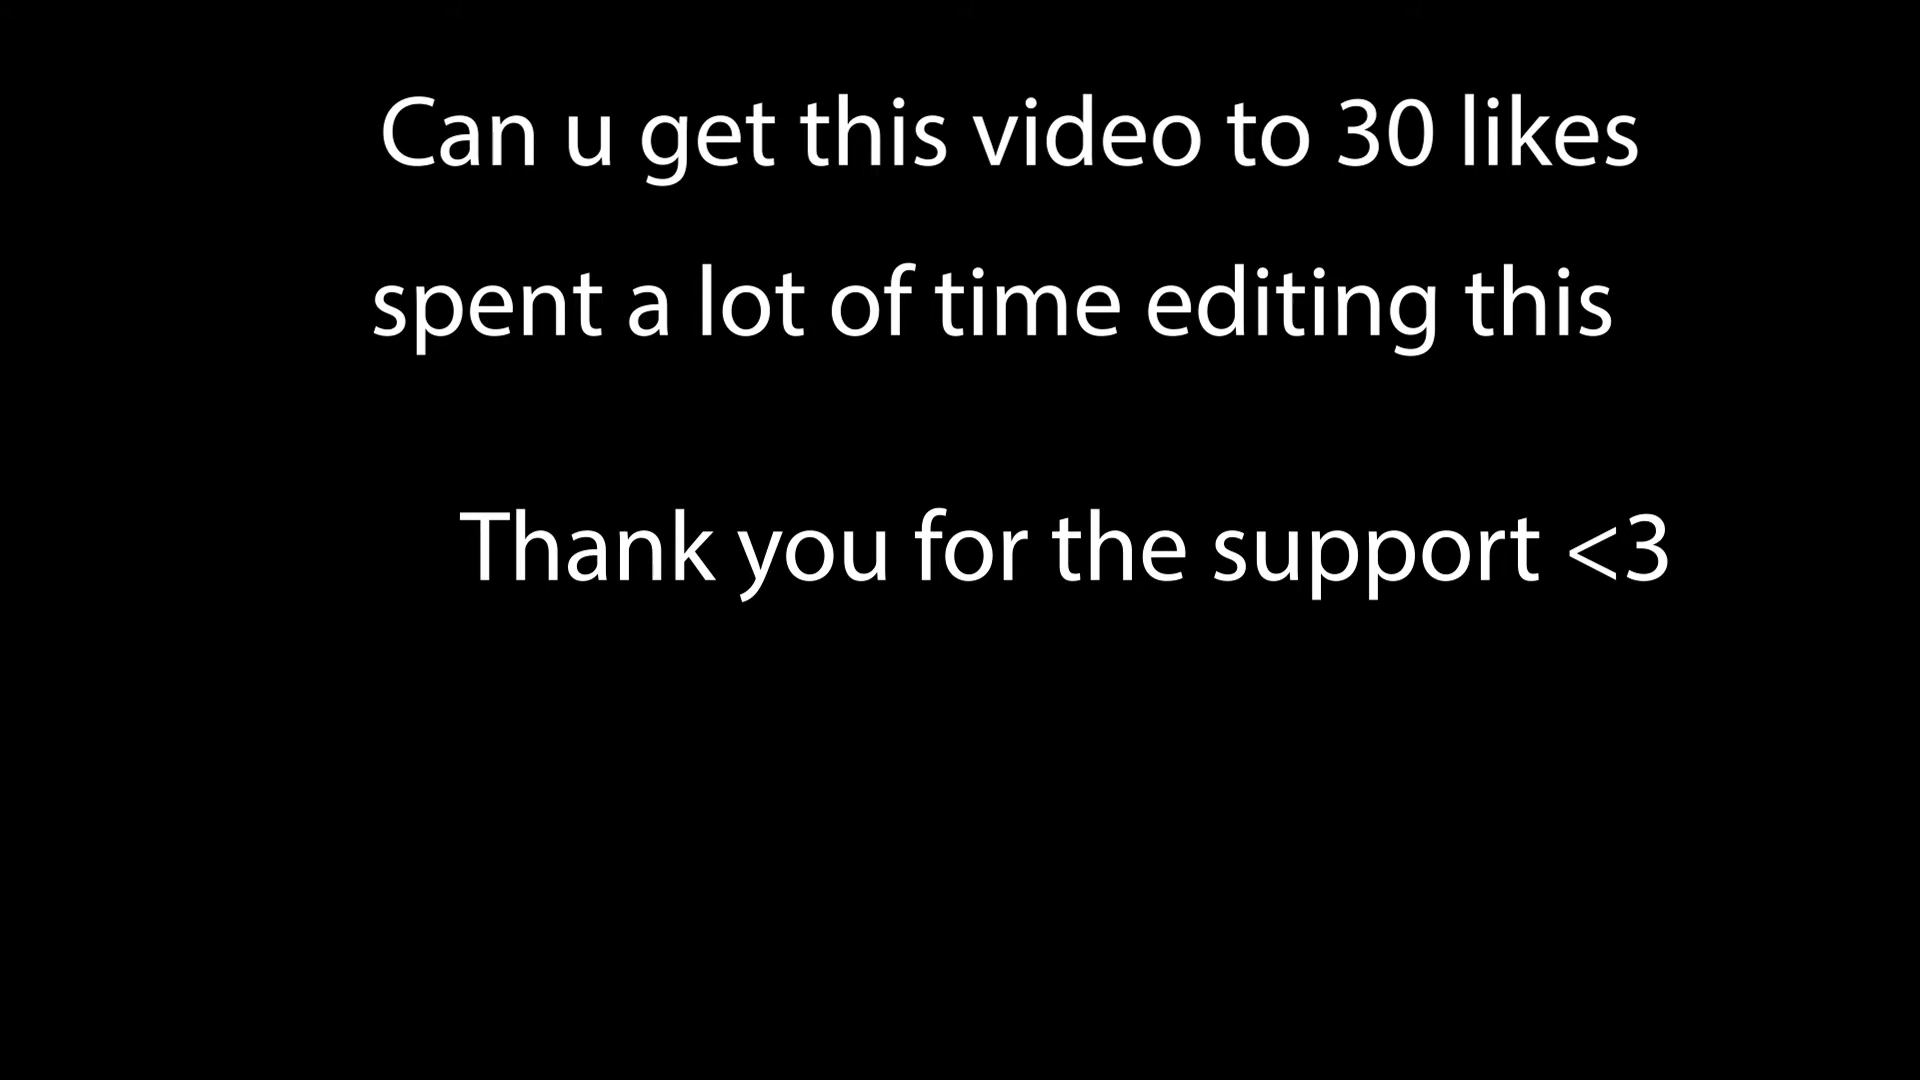 Can u get this video to 30 likes
spent a lot of time editing this
Thank you for the support <3